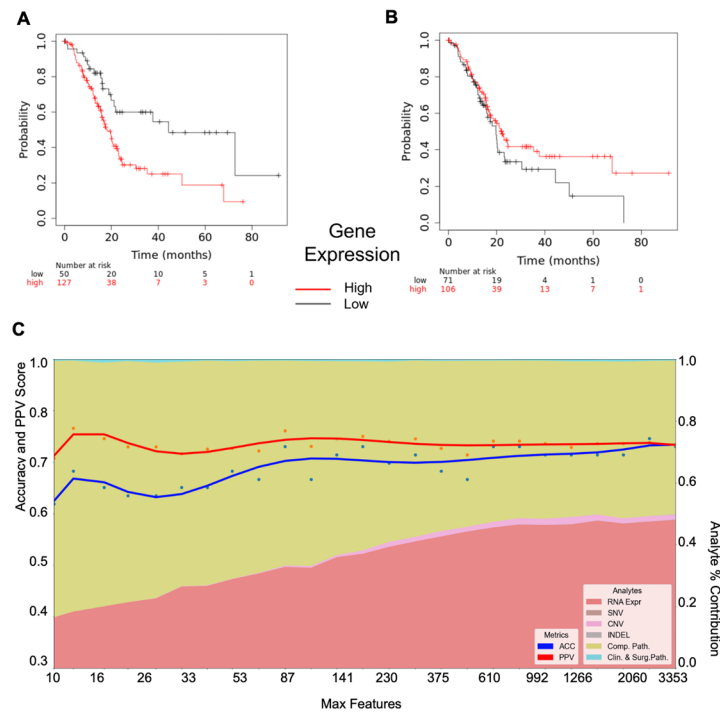 A
B
1.0
0.8
0.6
0.4
0.2
0.0
Probability
0 20 40 60 80
Time (months)
Number at risk
low 50 20 10 5 1
high 127 38 7 3 0
1.0
0.8
0.6
0.4
0.2
0.0
Probability
0 20 40 60 80
Time (months)
Number at risk
low 71 19 4 1 0
high 106 39 13 7 1
Gene
Expression
High
Low
C
1.0
0.8
0.7
0.6
0.5
0.4
0.3
Accuracy and PPV Score
1.0
0.8
0.6
0.4
0.2
0.0
Analyte % Contribution
Metrics
ACC
PPV
Analytes
RNA Expr
SNV
CNV
INDEL
Comp. Path.
Clin. & Surg.Path.
10 16 26 33 53 87 141 230 375 610 992 1266 2060 3353
Max Features